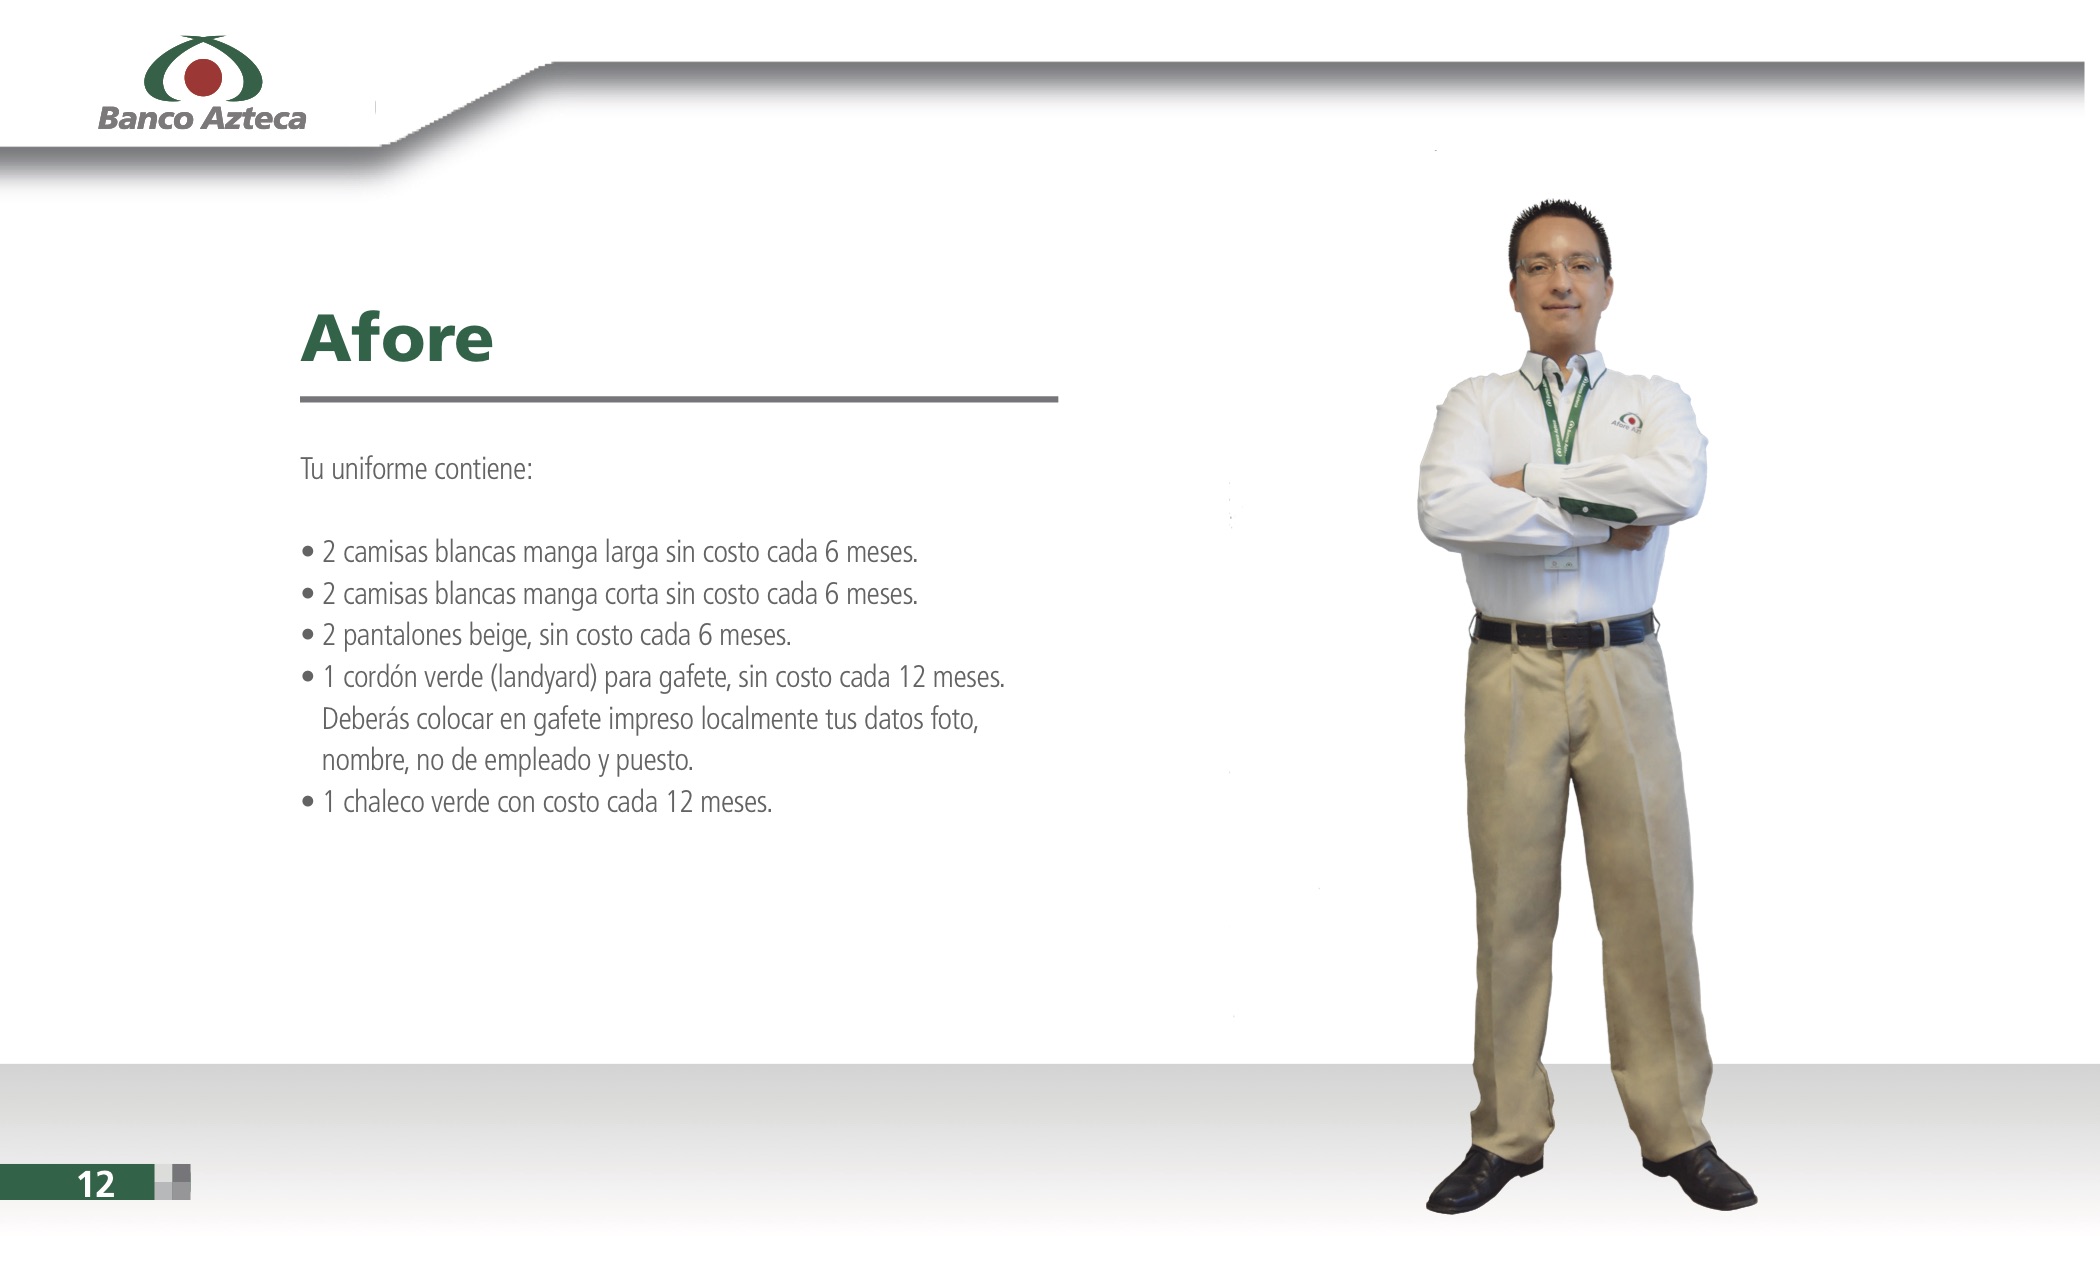 Banco Azteca
Afore
Tu uniforme contiene:
• 2 camisas blancas manga larga sin costo cada 6 meses.
• 2 camisas blancas manga corta sin costo cada 6 meses.
• 2 pantalones beige, sin costo cada 6 meses.
• 1 cordón verde (landyard) para gafete, sin costo cada 12 meses.
Deberás colocar en gafete impreso localmente tus datos foto,
nombre, no de empleado y puesto.
• 1 chaleco verde con costo cada 12 meses.
Afore
12